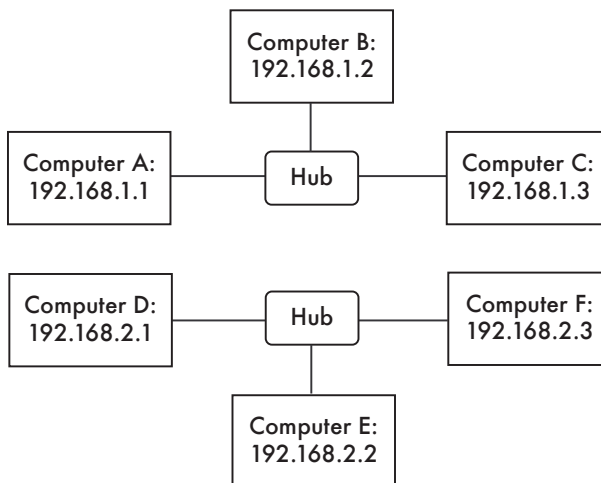 Computer B:
192.168.1.2
Computer A:
192.168.1.1
Hub
Computer C:
192.168.1.3
Computer D:
192.168.2.1
Hub
Computer F:
192.168.2.3
Computer E:
192.168.2.2